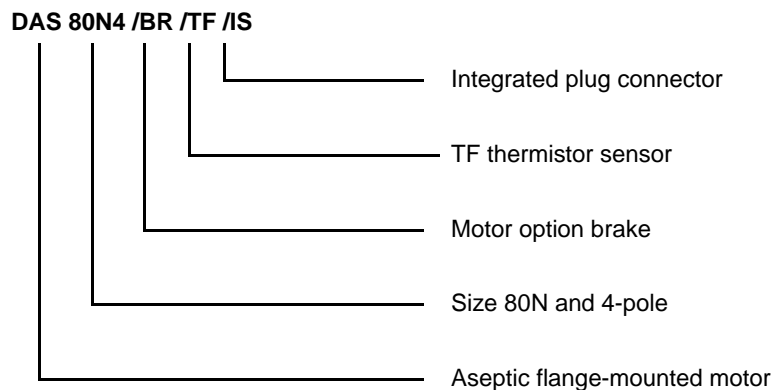 DAS 80N4 /BR /TF /IS
Integrated plug connector
TF thermistor sensor
Motor option brake
Size 80N and 4-pole
Aseptic flange-mounted motor